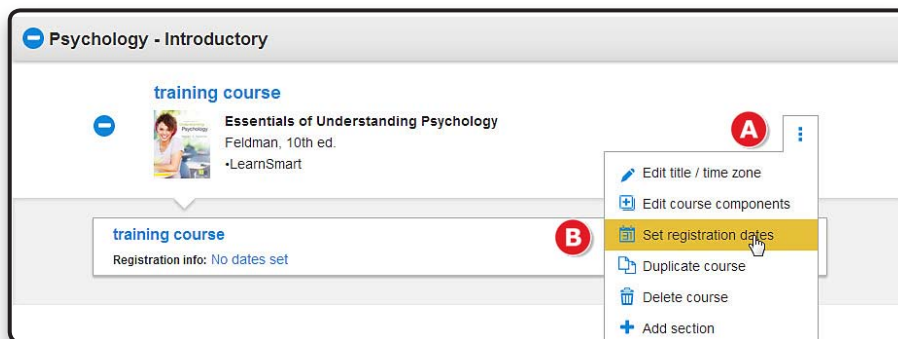 Psychology - Introductory
training course
Essentials of Understanding Psychology
Feldman, 10th ed.
•LearnSmart
A
Edit title / time zone
Edit course components
training course
B
Set registration dates
Registration info: No dates set
Duplicate course
Delete course
Add section